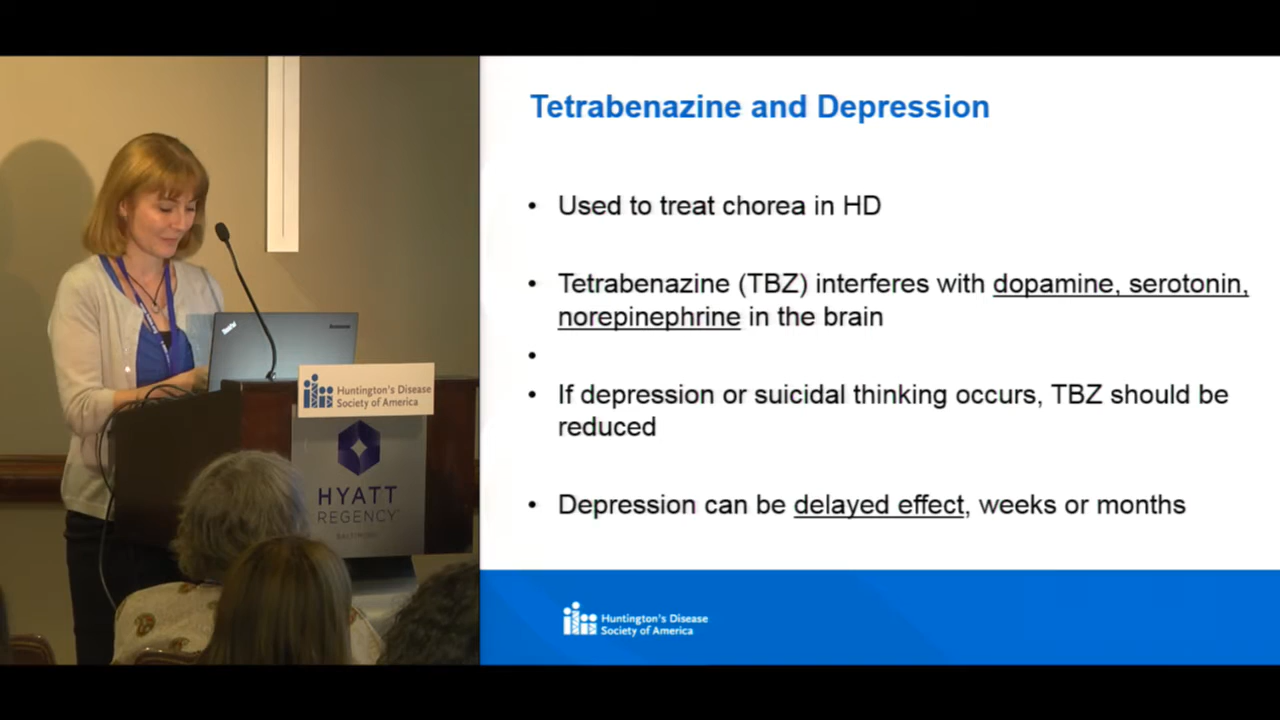 Tetrabenazine and Depression
• Used to treat chorea in HD
• Tetrabenazine (TBZ) interferes with dopamine, serotonin,
norepinephrine in the brain
•
• If depression or suicidal thinking occurs, TBZ should be
reduced
• Depression can be delayed effect, weeks or months
Huntington's Disease
Society of America
ThinkPad
Lenovo
Huntington's Disease
Society of America
HYATT
REGENCY